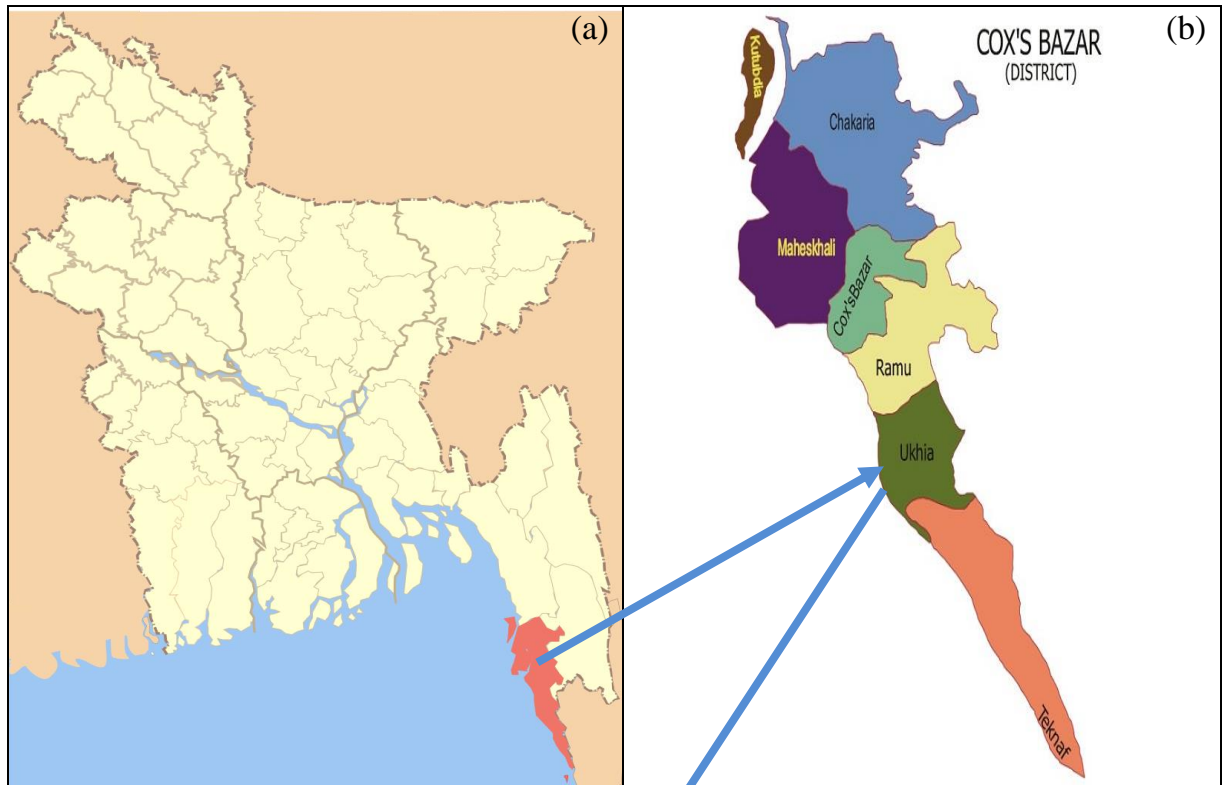 (a)
(b)
COX'S BAZAR
(DISTRICT)
Kutubdia
Chakaria
Maheskhali
Cox'sBazar
Ramu
Ukhia
Teknaf